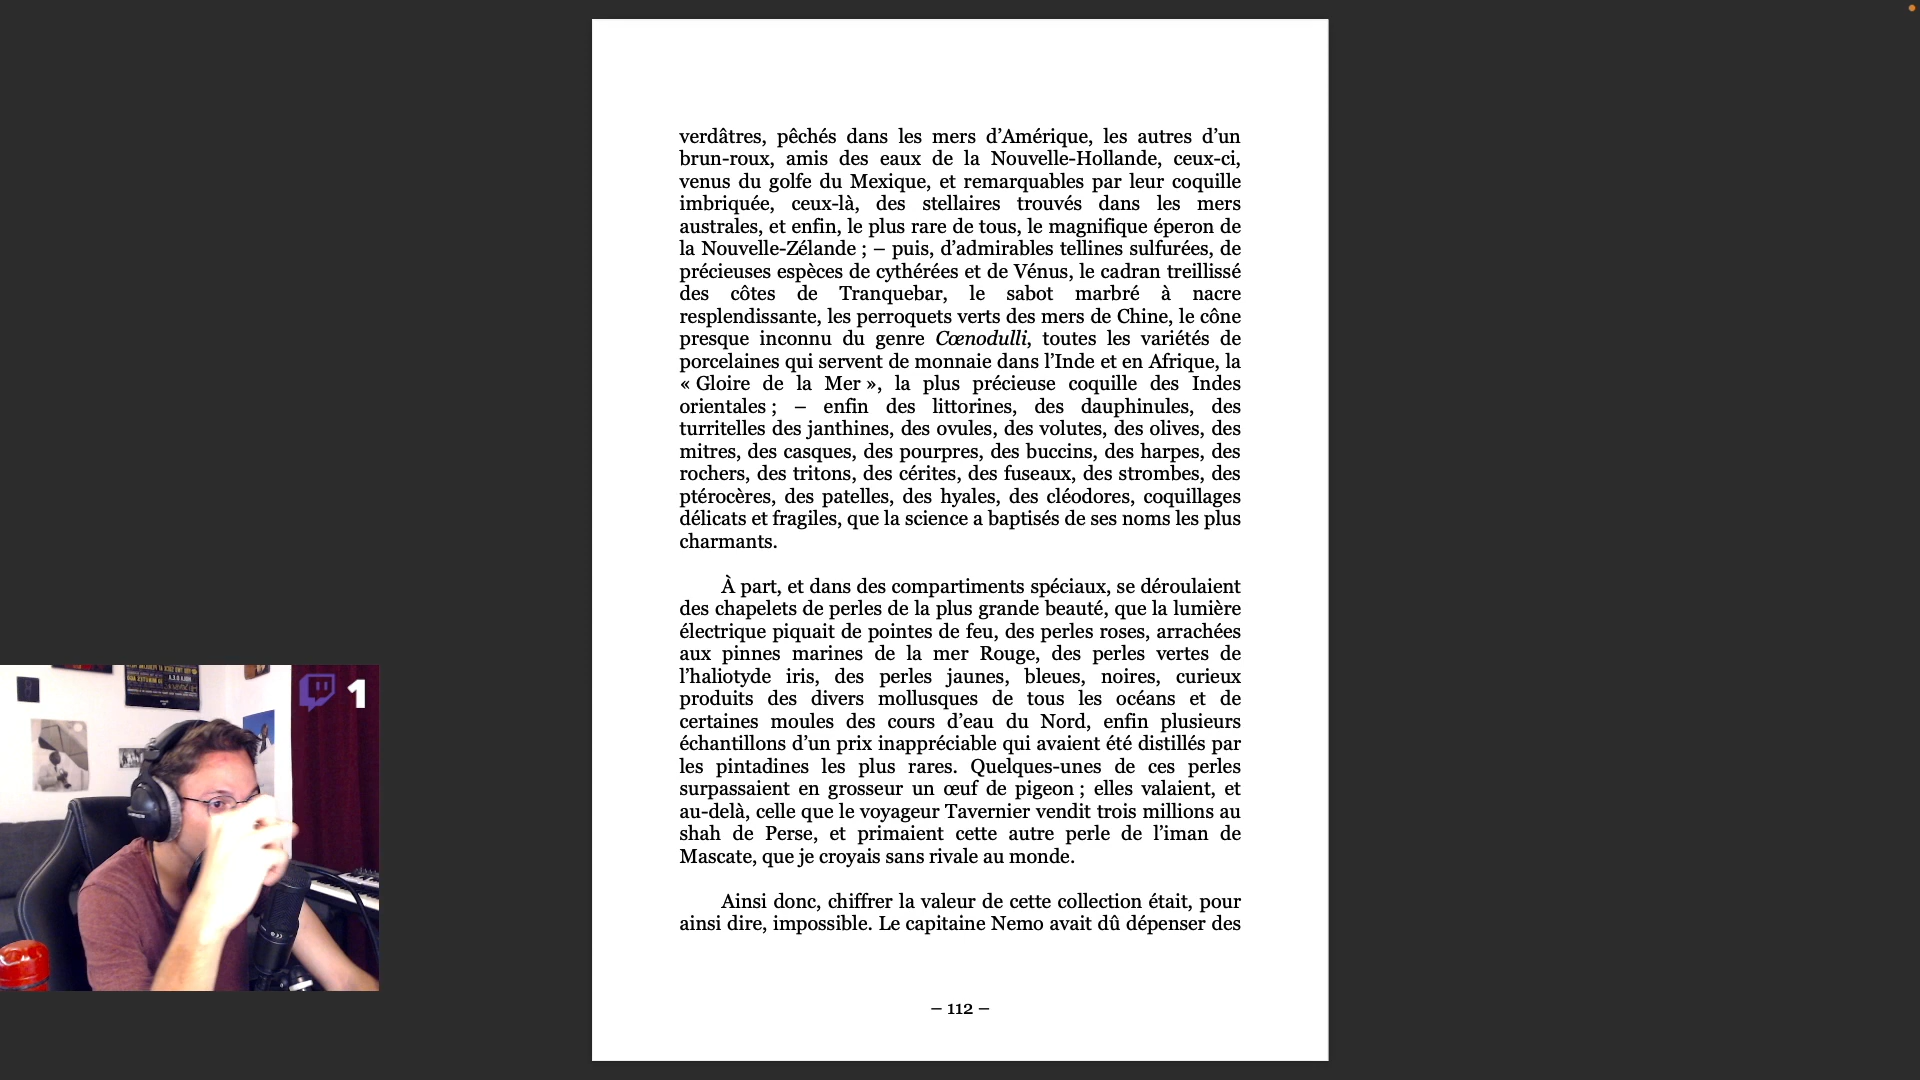 verdâtres, pêchés dans les mers d’Amérique, les autres d’un
brun-roux, amis des eaux de la Nouvelle-Hollande, ceux-ci,
venus du golfe du Mexique, et remarquables par leur coquille
imbriquée, ceux-là, des stellaires trouvés dans les mers
australes, et enfin, le plus rare de tous, le magnifique éperon de
la Nouvelle-Zélande ; – puis, d’admirables tellines sulfurées, de
précieuses espèces de cythérées et de Vénus, le cadran treillissé
des côtes de Tranquebar, le sabot marbré à nacre
resplendissante, les perroquets verts des mers de Chine, le cône
presque inconnu du genre Cœnodulli, toutes les variétés de
porcelaines qui servent de monnaie dans l’Inde et en Afrique, la
« Gloire de la Mer », la plus précieuse coquille des Indes
orientales ; – enfin des littorines, des dauphinules, des
turritelles des janthines, des ovules, des volutes, des olives, des
mitres, des casques, des pourpres, des buccins, des harpes, des
rochers, des tritons, des cérites, des fuseaux, des strombes, des
ptérocères, des patelles, des hyales, des cléodores, coquillages
délicats et fragiles, que la science a baptisés de ses noms les plus
charmants.
À part, et dans des compartiments spéciaux, se déroulaient
des chapelets de perles de la plus grande beauté, que la lumière
électrique piquait de pointes de feu, des perles roses, arrachées
aux pinnes marines de la mer Rouge, des perles vertes de
l’haliotyde iris, des perles jaunes, bleues, noires, curieux
produits des divers mollusques de tous les océans et de
certaines moules des cours d’eau du Nord, enfin plusieurs
échantillons d’un prix inappréciable qui avaient été distillés par
les pintadines les plus rares. Quelques-unes de ces perles
surpassaient en grosseur un œuf de pigeon ; elles valaient, et
au-delà, celle que le voyageur Tavernier vendit trois millions au
shah de Perse, et primaient cette autre perle de l’iman de
Mascate, que je croyais sans rivale au monde.
Ainsi donc, chiffrer la valeur de cette collection était, pour
ainsi dire, impossible. Le capitaine Nemo avait dû dépenser des
– 112 –
1